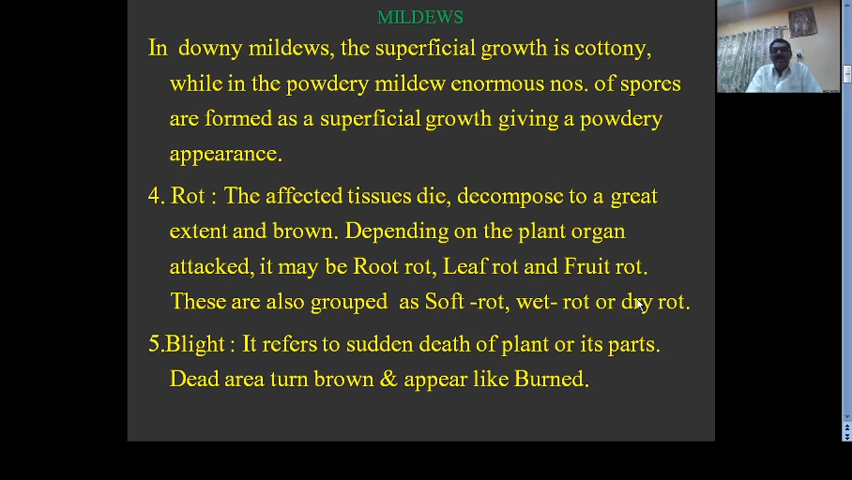 MILDEWS
In downy mildews, the superficial growth is cottony,
while in the powdery mildew enormous nos. of spores
are formed as a superficial growth giving a powdery
appearance.
4. Rot : The affected tissues die, decompose to a great
extent and brown. Depending on the plant organ
attacked, it may be Root rot, Leaf rot and Fruit rot.
These are also grouped as Soft -rot, wet- rot or dry rot.
5.Blight : It refers to sudden death of plant or its parts.
Dead area turn brown & appear like Burned.